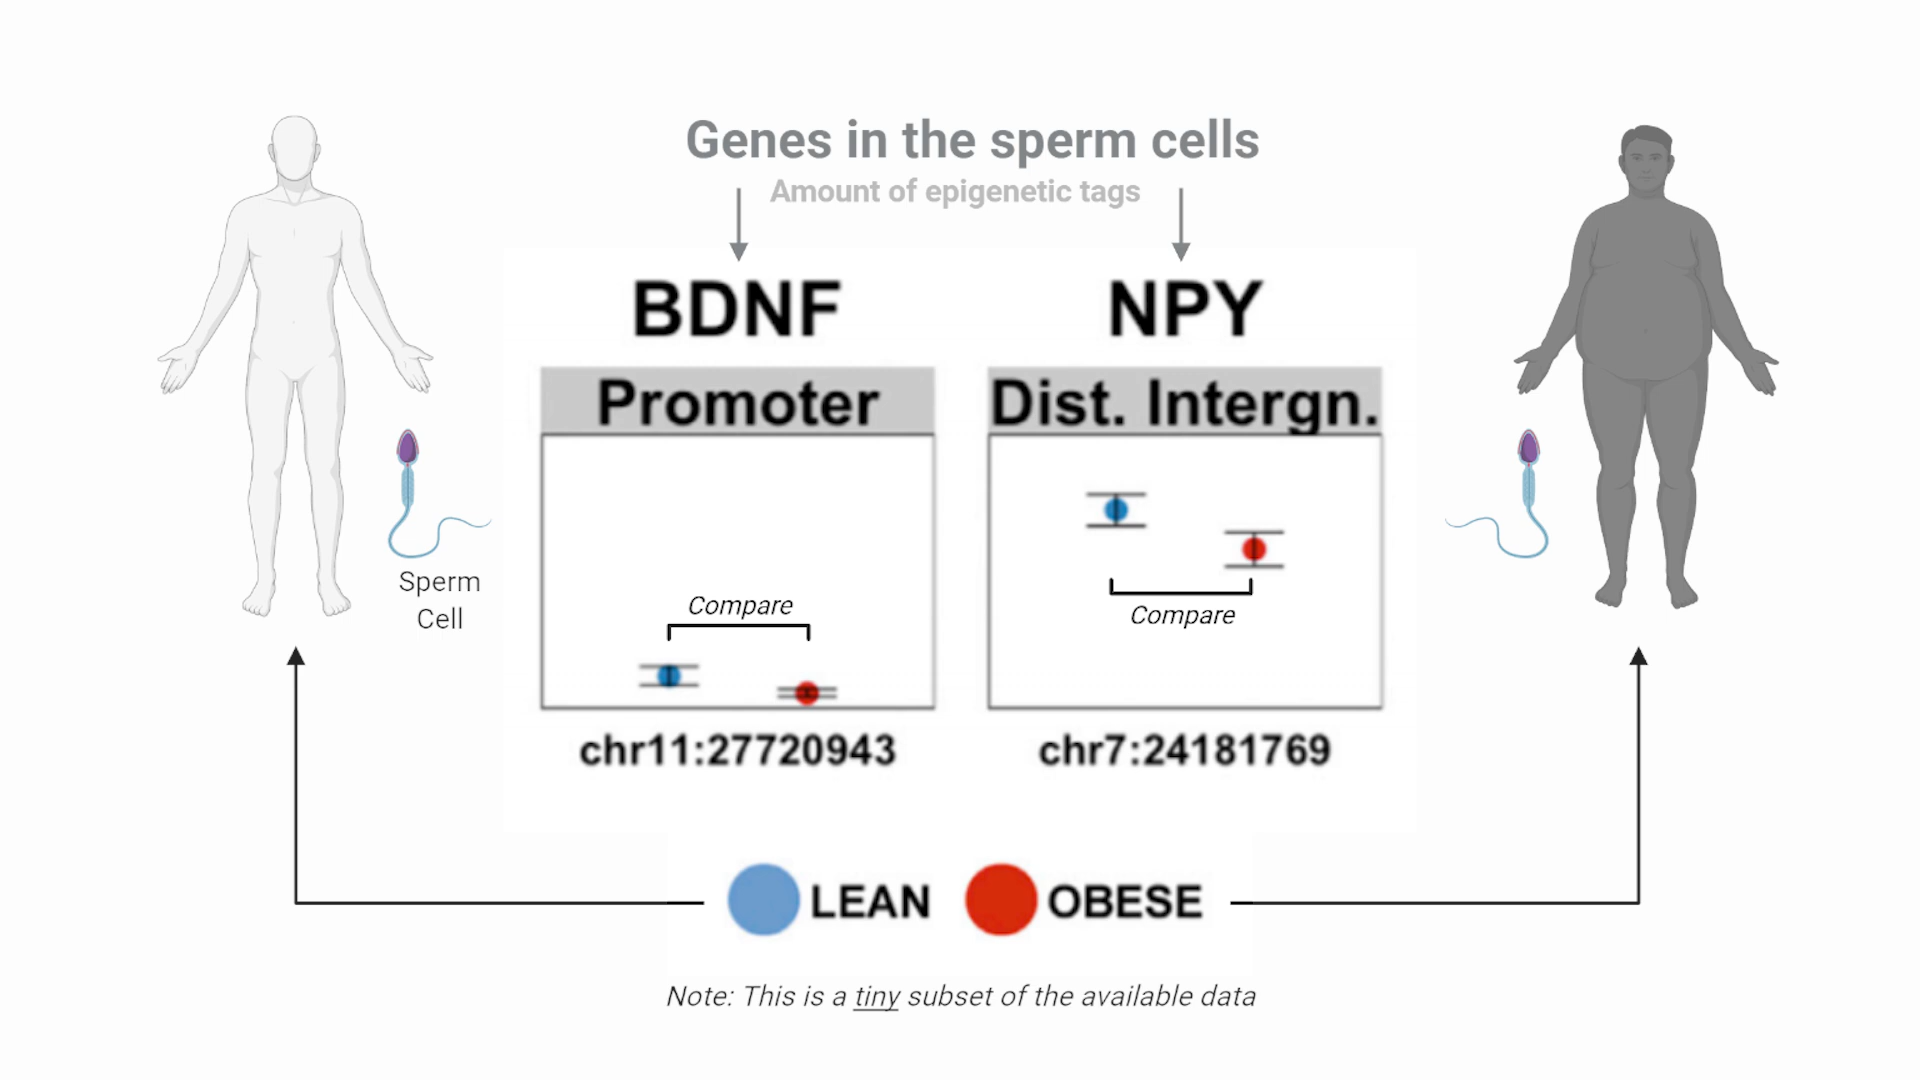 Genes in the sperm cells
Amount of epigenetic tags
BDNF
NPY
Promoter
Dist. Intergn.
Compare
Compare
Sperm
Cell
chr11:27720943
chr7:24181769
LEAN
OBESE
Note: This is a tiny subset of the available data